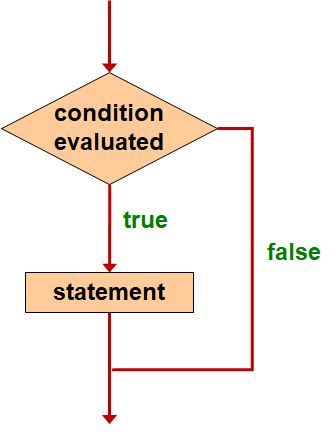 condition
evaluated
true
false
statement